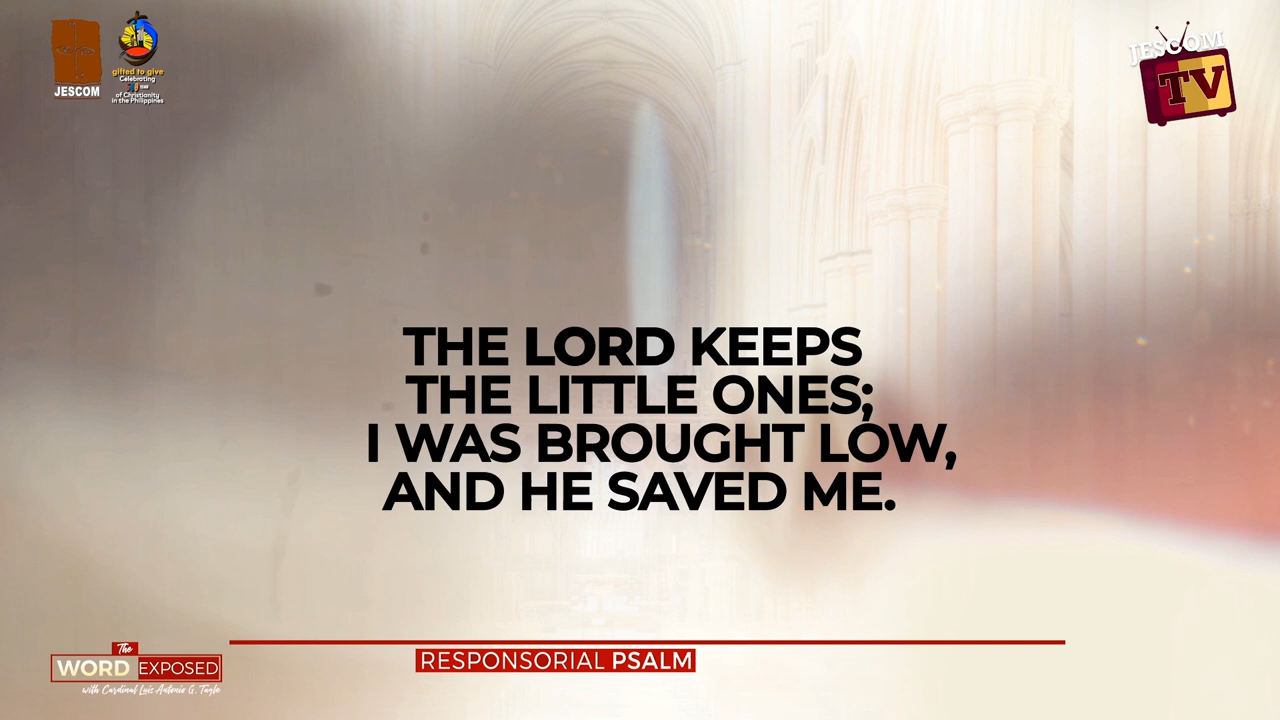 JESCOM
gifted to give
Celebrating
of Christianity
in the Philippines
JESCOM
TV
THE LORD KEEPS
THE LITTLE ONES;
I WAS BROUGHT LOW,
AND HE SAVED ME.
The
WORD EXPOSED
with Cardinal Luis Antonio G. Tagle
RESPONSORIAL PSALM